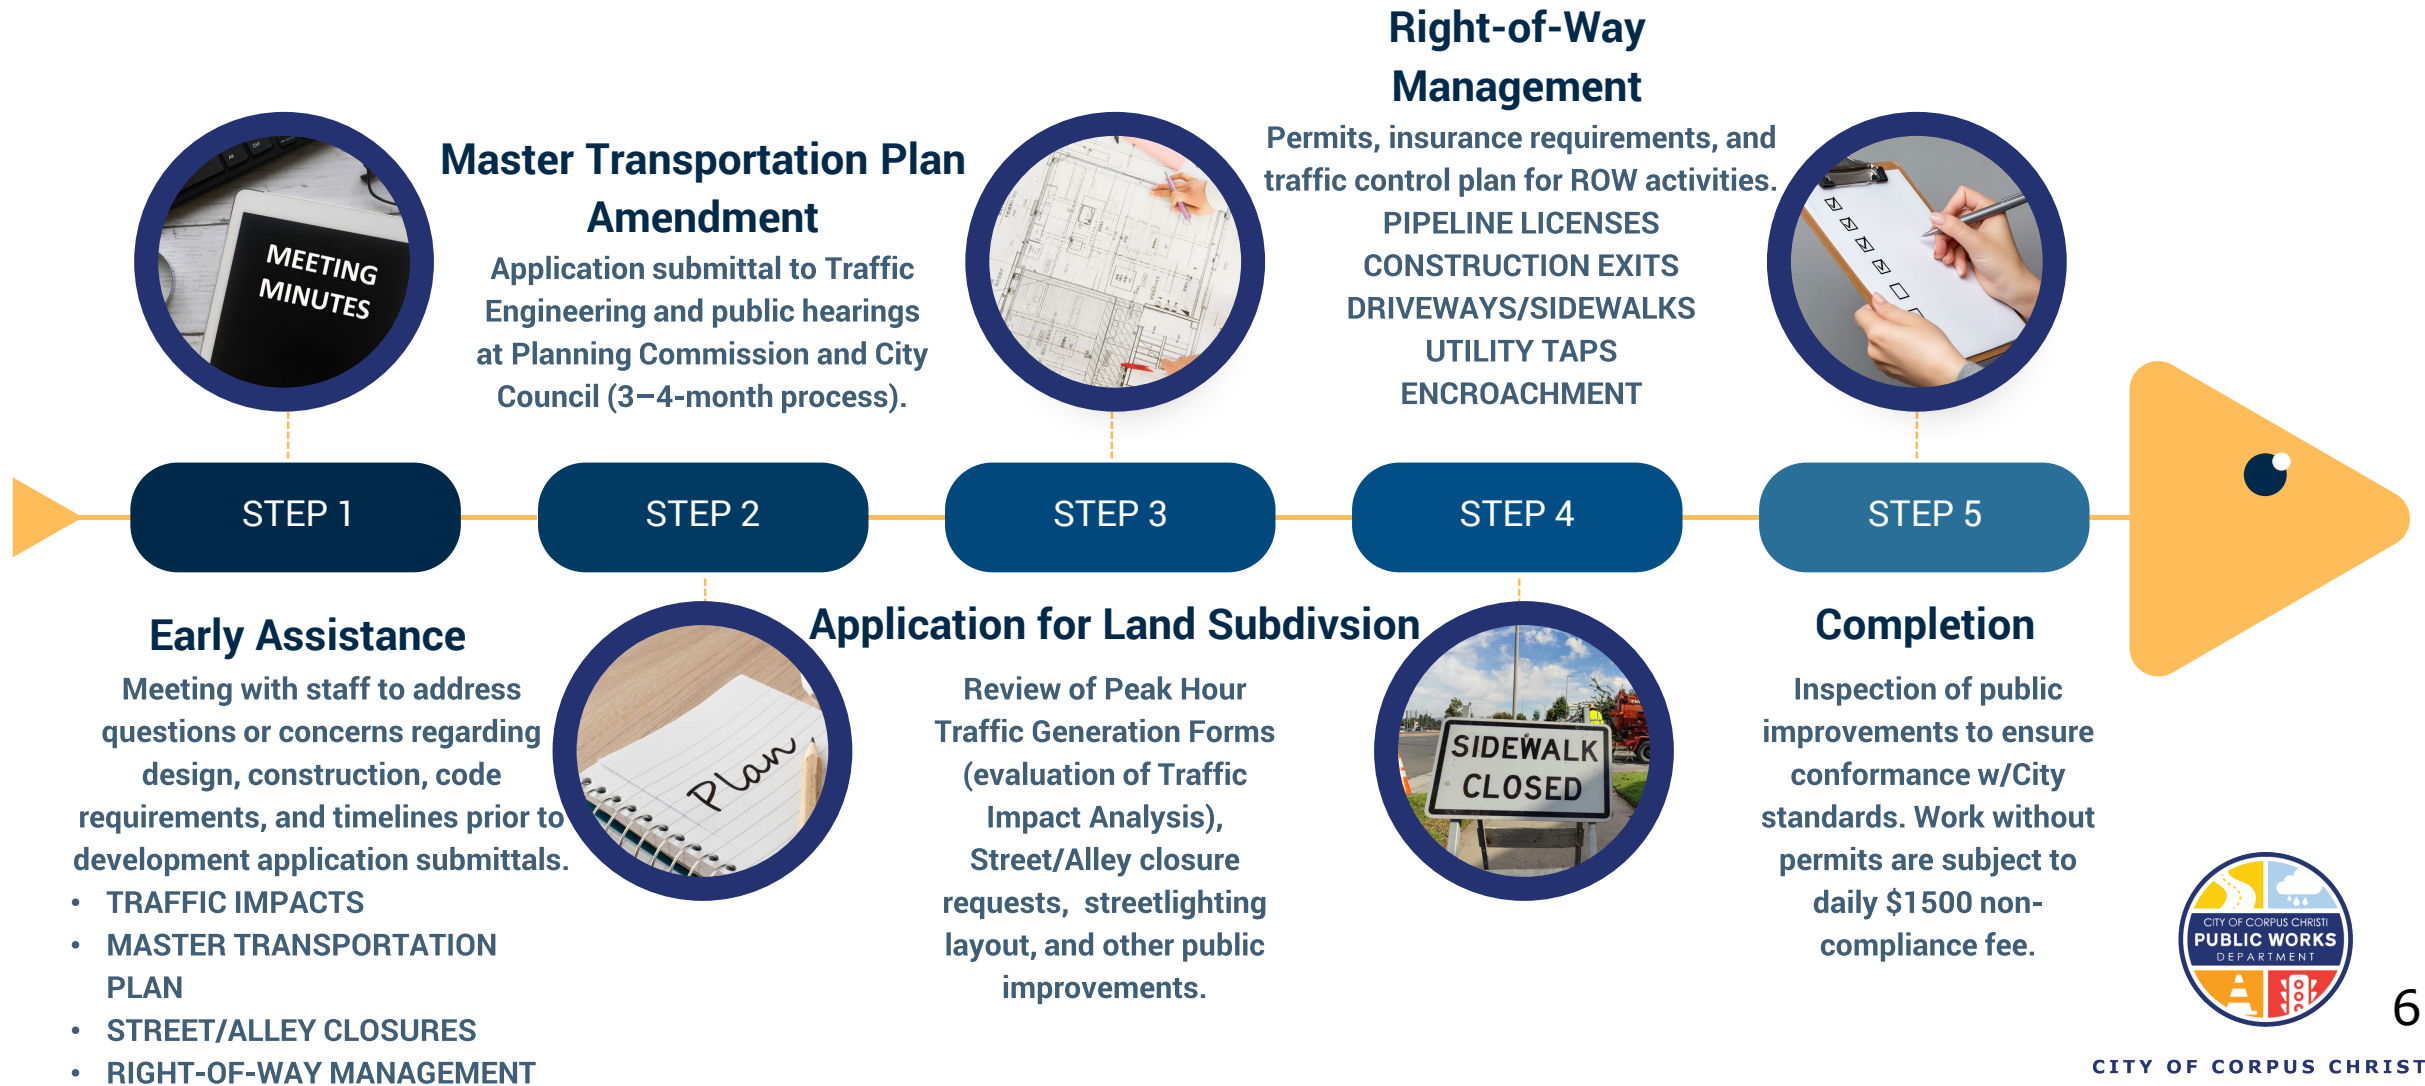 MEETING
MINUTES
STEP 1
Early Assistance
Meeting with staff to address
questions or concerns regarding
design, construction, code
requirements, and timelines prior to
development application submittals.
• TRAFFIC IMPACTS
• MASTER TRANSPORTATION
PLAN
• STREET/ALLEY CLOSURES
• RIGHT-OF-WAY MANAGEMENT
Master Transportation Plan
Amendment
Application submittal to Traffic
Engineering and public hearings
at Planning Commission and City
Council (3–4-month process).
STEP 2
Plan
STEP 3
Application for Land Subdivsion
Review of Peak Hour
Traffic Generation Forms
(evaluation of Traffic
Impact Analysis),
Street/Alley closure
requests, streetlighting
layout, and other public
improvements.
Right-of-Way
Management
Permits, insurance requirements, and
traffic control plan for ROW activities.
PIPELINE LICENSES
CONSTRUCTION EXITS
DRIVEWAYS/SIDEWALKS
UTILITY TAPS
ENCROACHMENT
STEP 4
SIDEWALK
CLOSED
STEP 5
Completion
Inspection of public
improvements to ensure
conformance w/City
standards. Work without
permits are subject to
daily $1500 non-
compliance fee.
CITY OF CORPUS CHRISTI
PUBLIC WORKS
DEPARTMENT
6
CITY OF CORPUS CHRIST